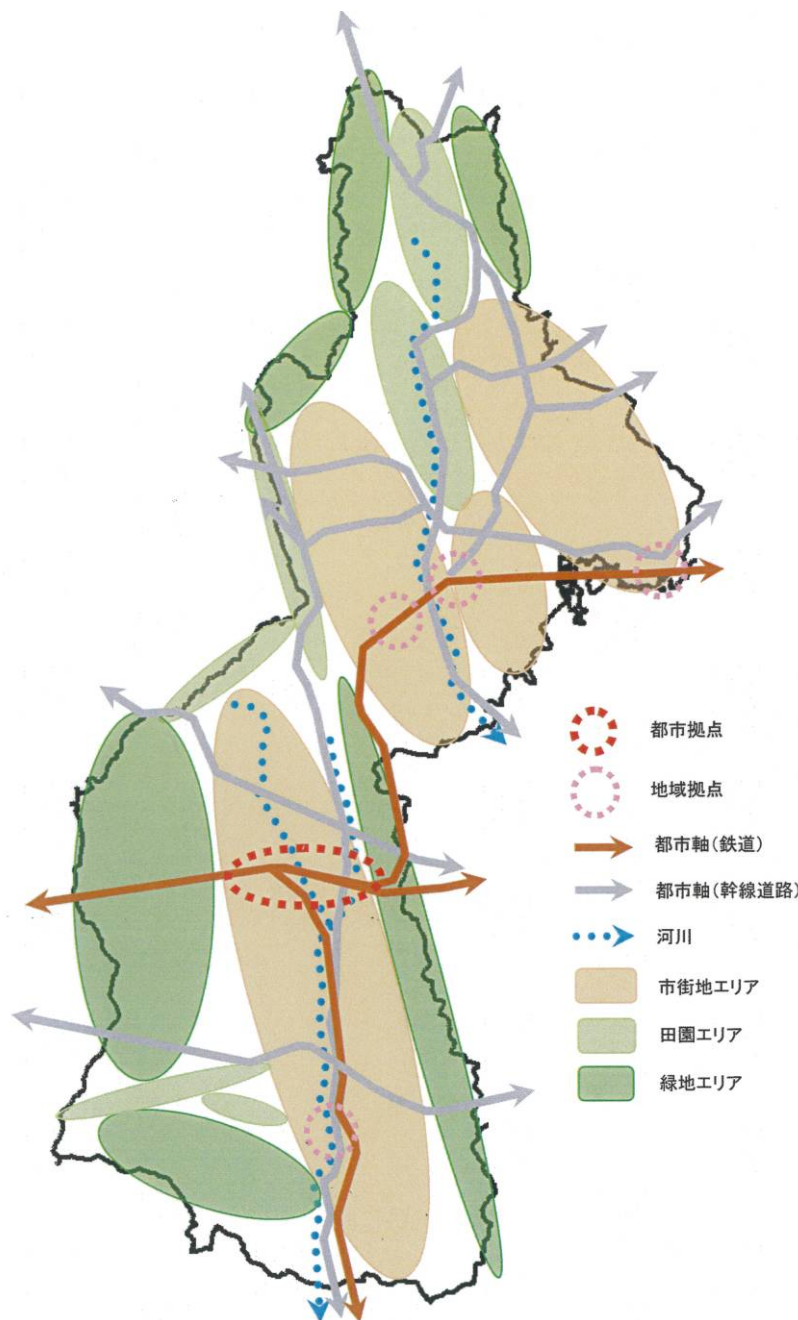 都市拠点
地域拠点
都市軸(鉄道)
都市軸(幹線道路)
河川
市街地エリア
田園エリア
緑地エリア